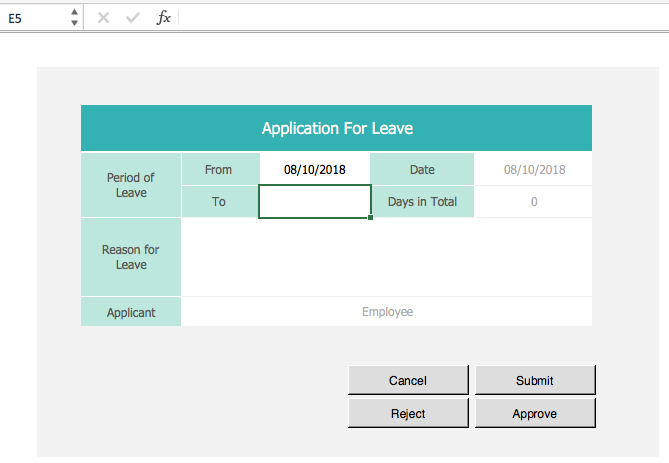 E5
fx
Application For Leave
Period of
Leave
From
08/10/2018
Date
08/10/2018
To
Days in Total
0
Reason for
Leave
Applicant
Employee
Cancel
Submit
Reject
Approve